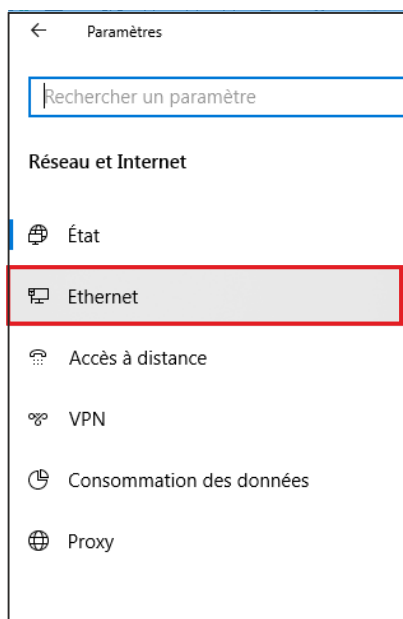 Paramètres
Rechercher un paramètre
Réseau et Internet
État
Ethernet
Accès à distance
VPN
Consommation des données
Proxy